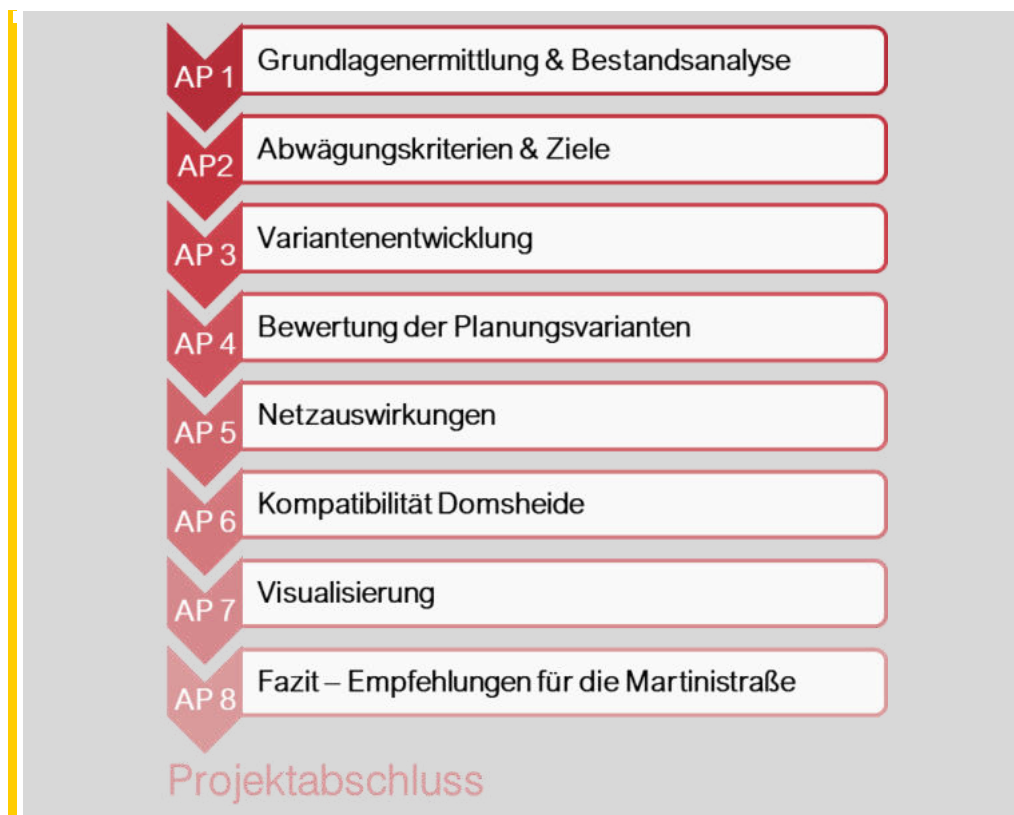 AP 1 Grundlagenermittlung & Bestandsanalyse
AP2 Abwägungskriterien & Ziele
AP 3 Variantenentwicklung
AP 4 Bewertung der Planungsvarianten
AP 5 Netzauswirkungen
AP 6 Kompatibilität Domsheide
AP 7 Visualisierung
AP 8 Fazit – Empfehlungen für die Martinistraße
Projektabschluss